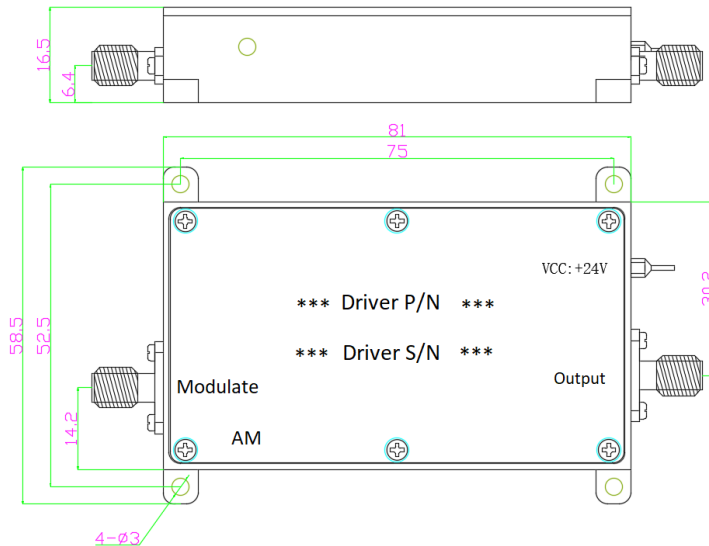 16.5
6.4
81
75
VCC:+24V
*** Driver P/N ***
*** Driver S/N ***
58.5
52.5
Modulate
Output
14.2
AM
4-ø3